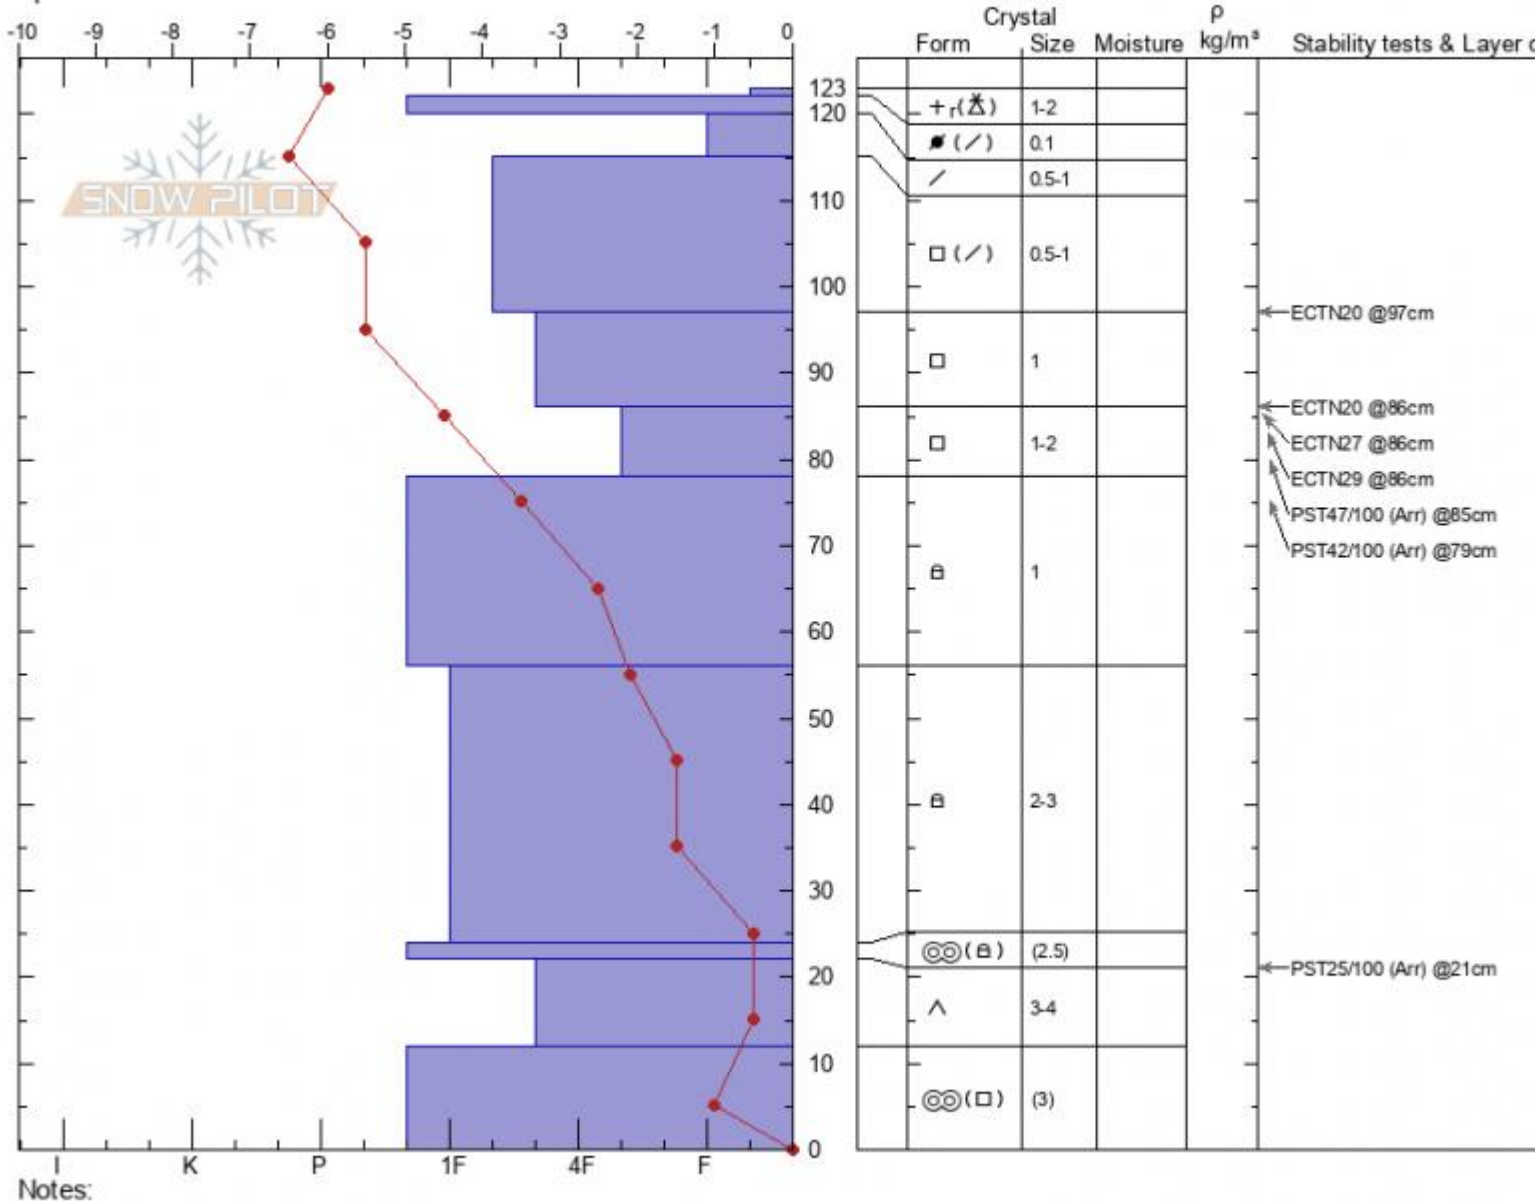 Crystal ρ
-10 -9 -8 -7 -6 -5 -4 -3 -2 -1 0 Form Size Moisture kg/m³ Stability tests & Layer
123 + r ( ) 1-2
120
SNOW PILOT
(/) 0.1
/ 0.5-1
110
□ (/) 0.5-1
100
ECTN20 @97cm
□ 1
90
ECTN20 @86cm
□ 1-2
ECTN27 @86cm
80
ECTN29 @86cm
PST47/100 (Arr) @85cm
70
PST42/100 (Arr) @79cm
1
60
50
2-3
40
30
(2.5)
20
PST25/100 (Arr) @21cm
∧ 3-4
10
◎◎(□) (3)
0
I K P 1F 4F F
Notes: